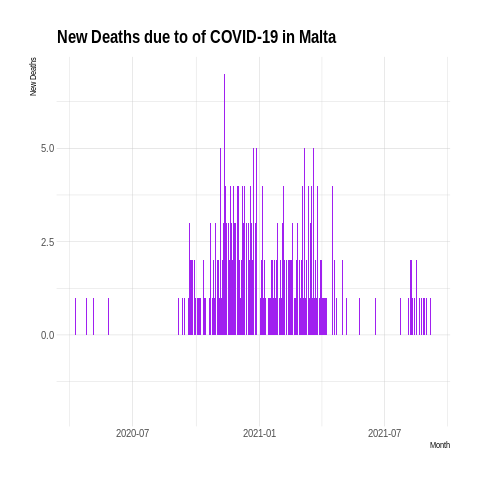 New Deaths due to of COVID-19 in Malta
New Deaths
5.0
2.5
0.0
2020-07
2021-01
2021-07
Month